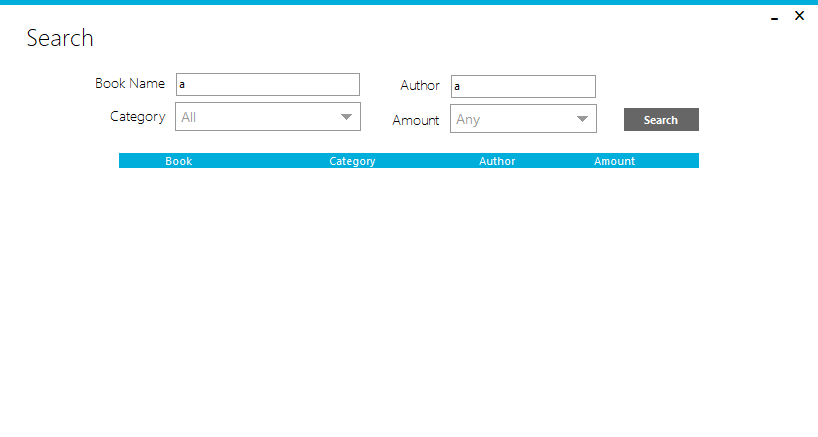 Search
Book Name a Author a
Category All Amount Any Search
Book Category Author Amount